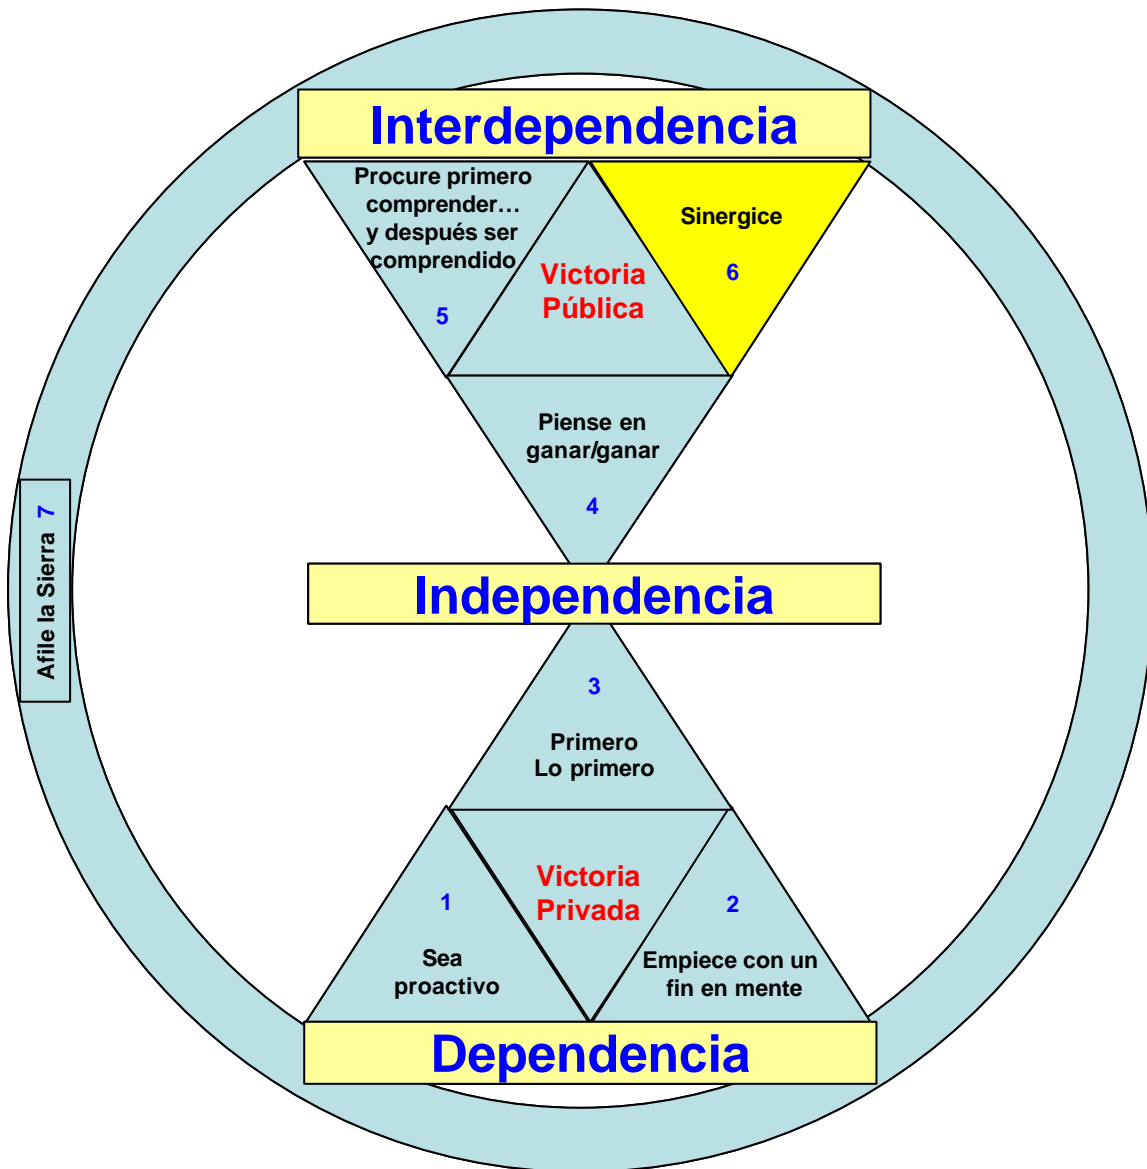 Interdependencia
Procure primero
comprender…
y después ser
comprendido
5
Victoria
Pública
Sinergice
6
Piense en
ganar/ganar
4
Afile la Sierra 7
Independencia
3
Primero
Lo primero
1
Sea
proactivo
Victoria
Privada
2
Empiece con un
fin en mente
Dependencia